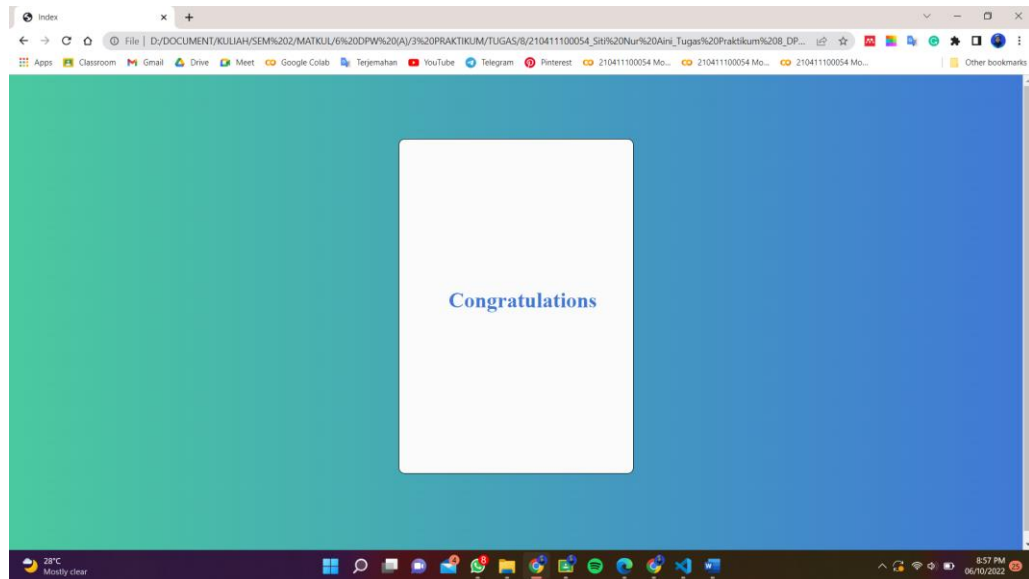 Index
File | D:/DOCUMENT/KULIAH/SEM%202/MATKUL/6%20DPW%20(A)/3%20PRAKTIKUM/TUGAS/8/210411100054_Siti%20Nur%20Aini_Tugas%20Praktikum%208_DP...
Apps Classroom Gmail Drive Meet Google Colab Terjemahan YouTube Telegram Pinterest 210411100054 Mo... 210411100054 Mo... 210411100054 Mo... Other bookmarks
Congratulations
28°C
Mostly clear
8:57 PM
06/10/2022